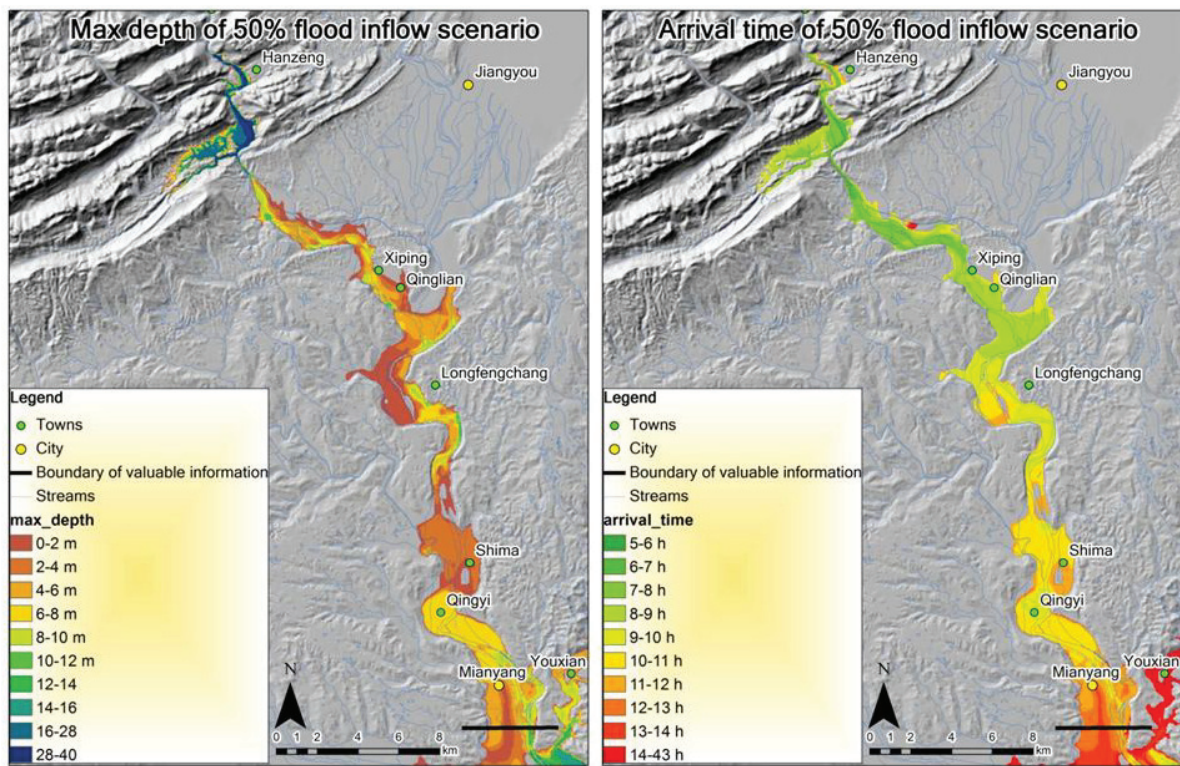 Max depth of 50% flood inflow scenario
Hanzeng
Jiangyou
Xiping
Qinglian
Longfengchang
Legend
Towns
City
Boundary of valuable information
Streams
max_depth
0-2 m
2-4 m
4-6 m
6-8 m
8-10 m
10-12 m
12-14
14-16
16-28
28-40
Shima
Qingyi
Mianyang
Youxian
N
0 2 4 6 8
km
Arrival time of 50% flood inflow scenario
Hanzeng
Jiangyou
Xiping
Qinglian
Longfengchang
Legend
Towns
City
Boundary of valuable information
Streams
arrival_time
5-6 h
6-7 h
7-8 h
8-9 h
9-10 h
10-11 h
11-12 h
12-13 h
13-14 h
14-43 h
Shima
Qingyi
Mianyang
Youxian
N
0 2 4 6 8
km